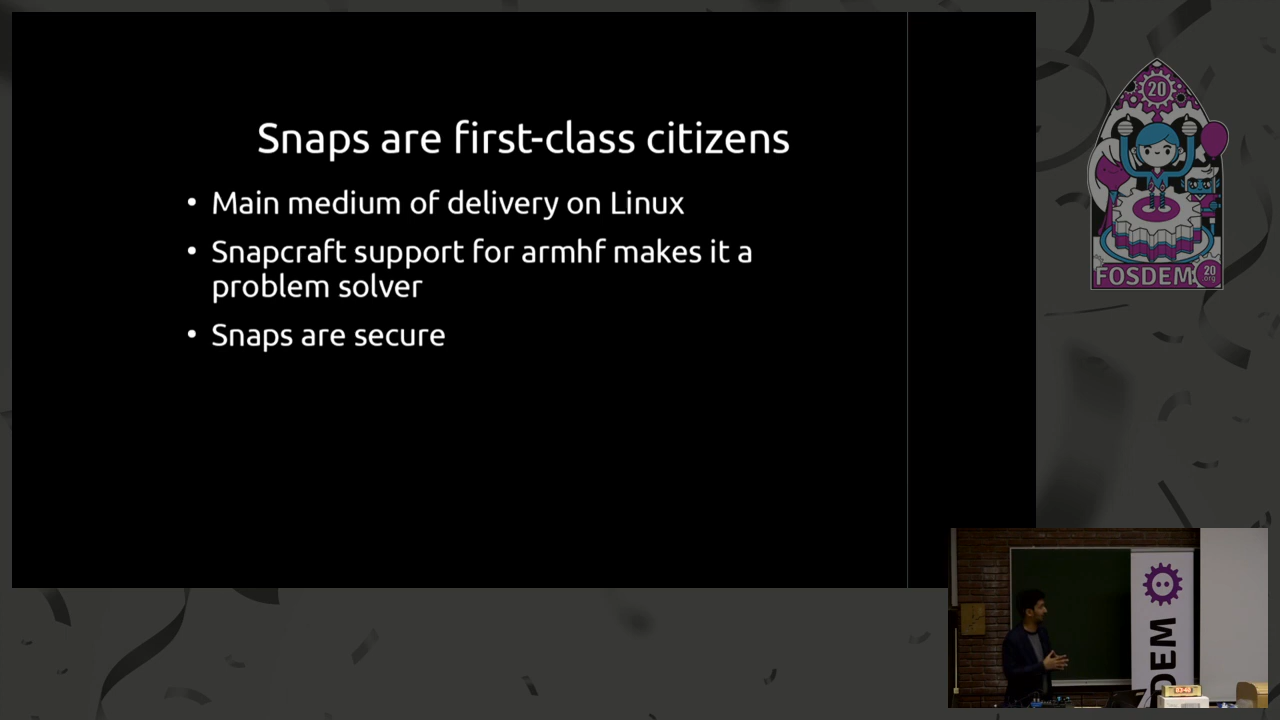 Snaps are first-class citizens
• Main medium of delivery on Linux
• Snapcraft support for armhf makes it a
problem solver
• Snaps are secure
20
FOSDEM
20
.org
DEM